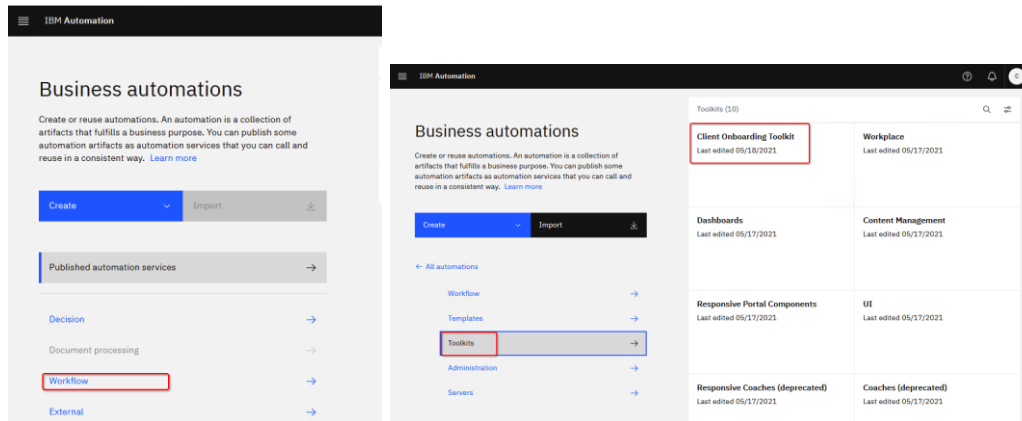 IBM Automation
Business automations
Create or reuse automations. An automation is a collection of
artifacts that fulfills a business purpose. You can publish some
automation artifacts as automation services that you can call and
reuse in a consistent way. Learn more
Create
Import
Published automation services
Decision
Document processing
Workflow
External
IBM Automation
C
Business automations
Create or reuse automations. An automation is a collection of
artifacts that fulfills a business purpose. You can publish some
automation artifacts as automation services that you can call and
reuse in a consistent way. Learn more
Create
Import
All automations
Workflow
Templates
Toolkits
Administration
Servers
Toolkits (10)
Client Onboarding Toolkit
Last edited 05/18/2021
Workplace
Last edited 05/17/2021
Dashboards
Last edited 05/17/2021
Content Management
Last edited 05/17/2021
Responsive Portal Components
Last edited 05/17/2021
UI
Last edited 05/17/2021
Responsive Coaches (deprecated)
Last edited 05/17/2021
Coaches (deprecated)
Last edited 05/17/2021